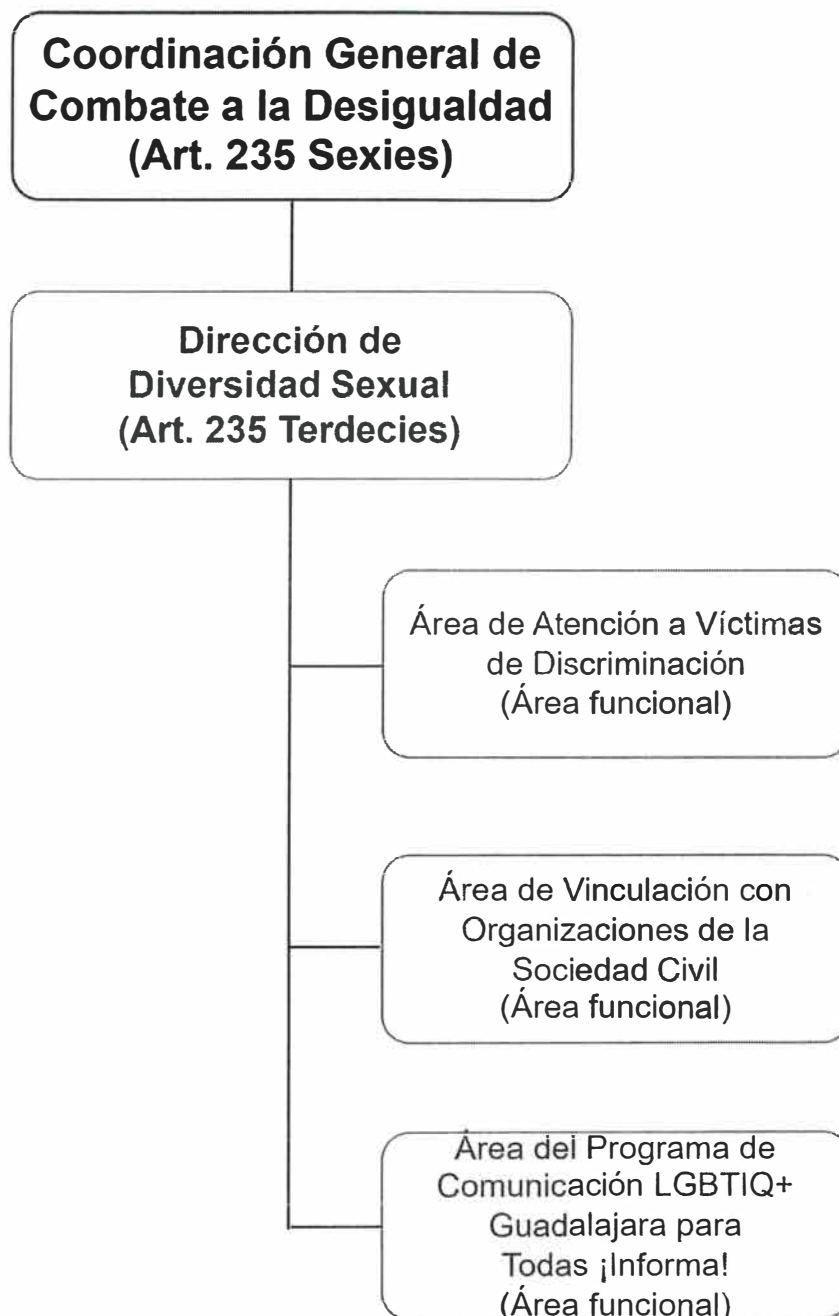 Coordinación General de
Combate a la Desigualdad
(Art. 235 Sexies)
Dirección de
Diversidad Sexual
(Art. 235 Terdecies)
Área de Atención a Víctimas
de Discriminación
(Área funcional)
Área de Vinculación con
Organizaciones de la
Sociedad Civil
(Área funcional)
Área del Programa de
Comunicación LGBTIQ+
Guadalajara para
Todas ¡Informa!
(Área funcional)